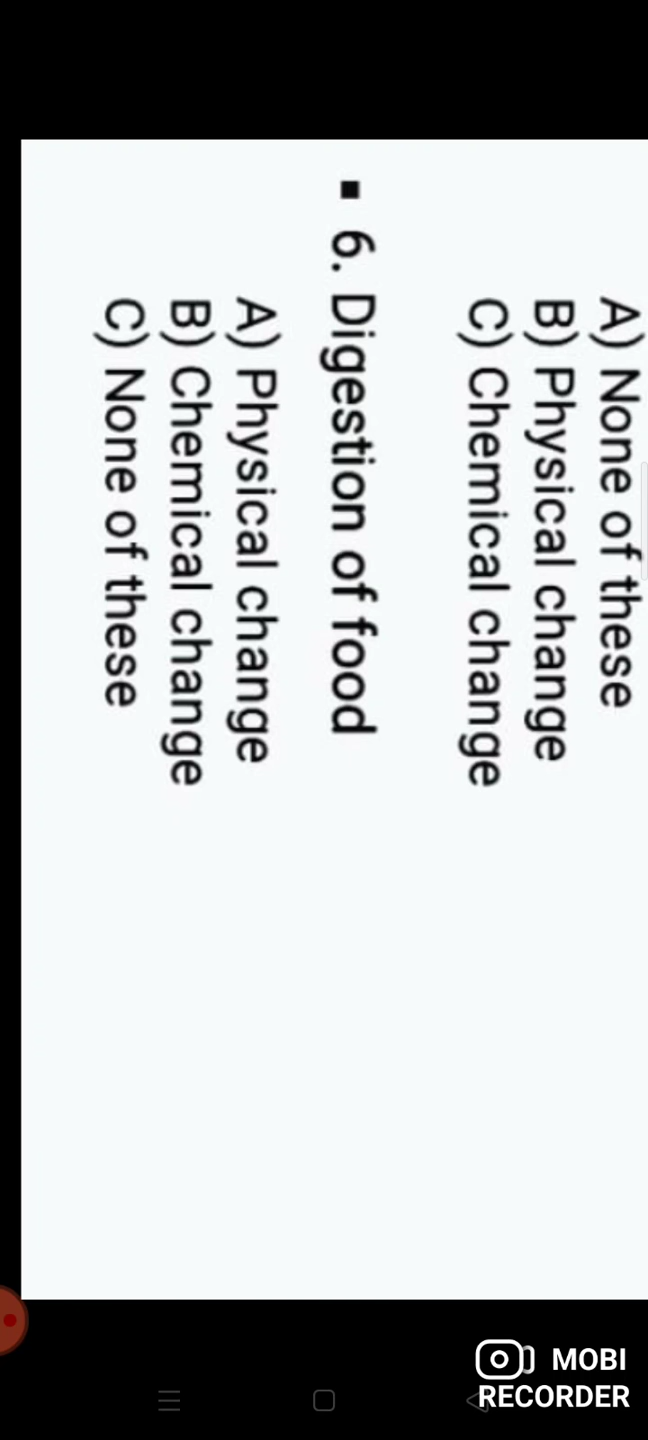 A) None of these
B) Physical change
C) Chemical change
▪ 6. Digestion of food
A) Physical change
B) Chemical change
C) None of these
MOBI
RECORDER